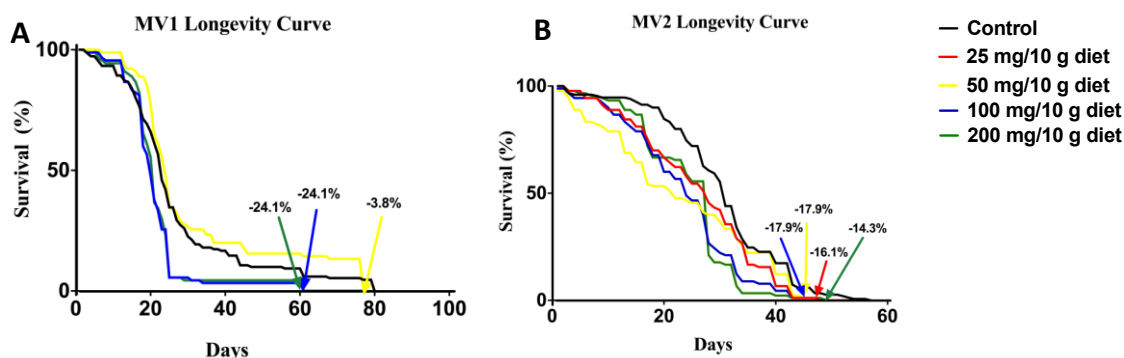 A
MV1 Longevity Curve
Survival (%)
100
50
0
-24.1%
-24.1%
-3.8%
0 20 40 60 80 100
Days
B
MV2 Longevity Curve
Survival (%)
100
50
0
-17.9%
-17.9%
-16.1%
-14.3%
0 20 40 60
Days
Control
25 mg/10 g diet
50 mg/10 g diet
100 mg/10 g diet
200 mg/10 g diet